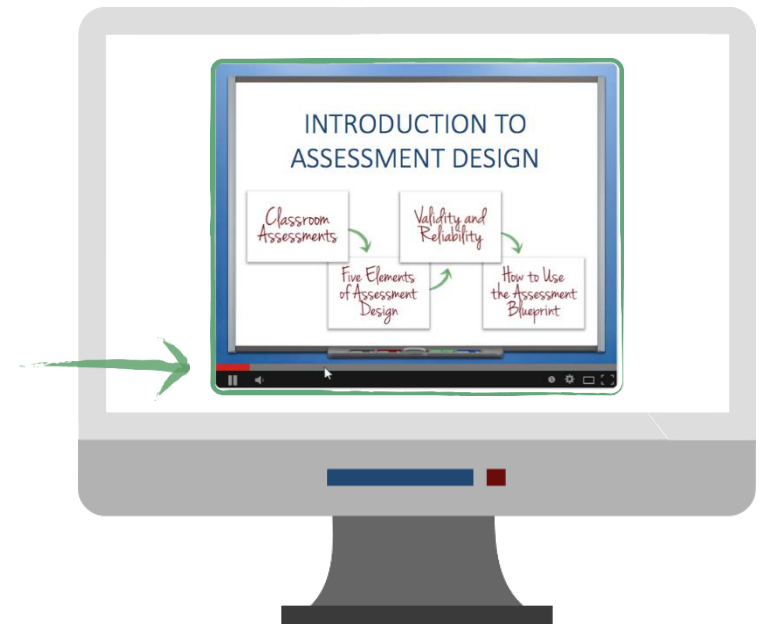 INTRODUCTION TO
ASSESSMENT DESIGN
Classroom
Assessments
Five Elements
of Assessment
Design
Validity and
Reliability
How to Use
the Assessment
Blueprint